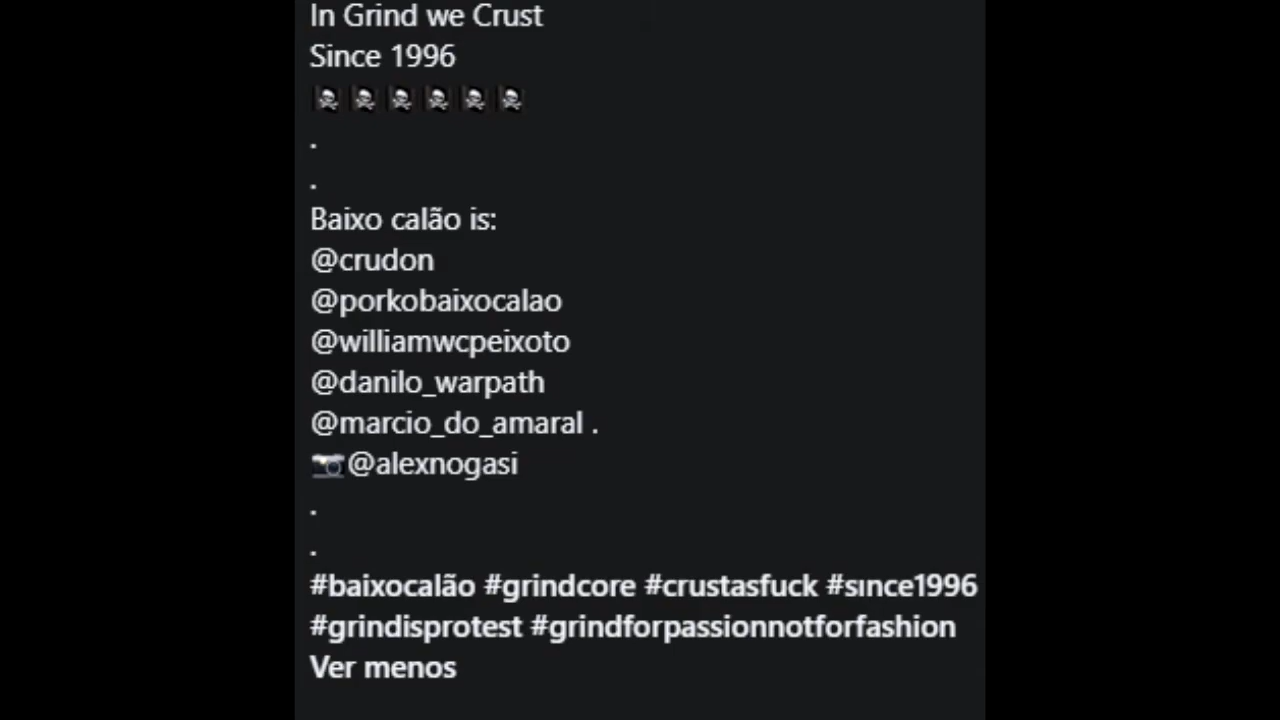 In Grind we Crust
Since 1996
🏴‍☠️🏴‍☠️🏴‍☠️🏴‍☠️🏴‍☠️🏴‍☠️
.
.
Baixo calão is:
@crudon
@porkobaixocalao
@williamwcpeixoto
@danilo_warpath
@marcio_do_amaral .
📷@alexnogasi
.
.
#baixocalão #grindcore #crustasfuck #sınce1996
#grindisprotest #grindforpassionnotforfashion
Ver menos